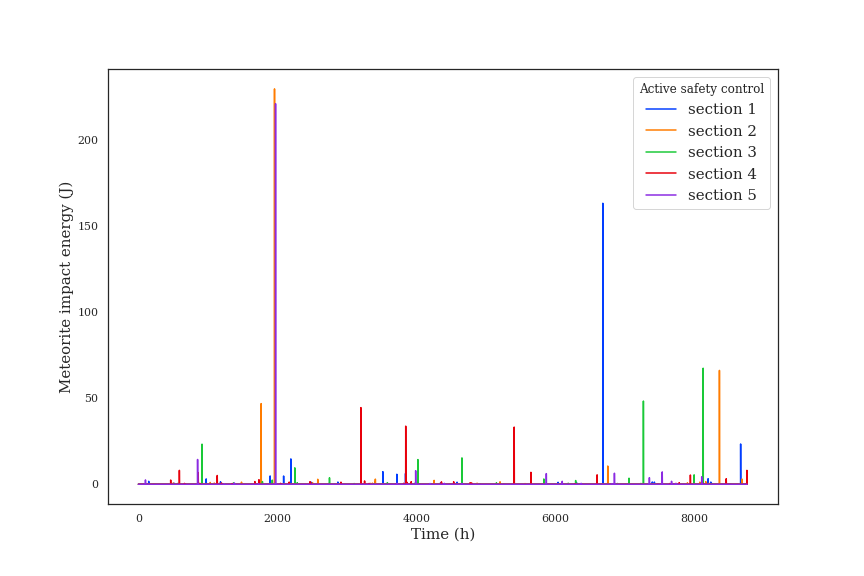 Active safety control
section 1
section 2
section 3
section 4
section 5
Meteorite impact energy (J)
200
150
100
50
0
0 2000 4000 6000 8000
Time (h)